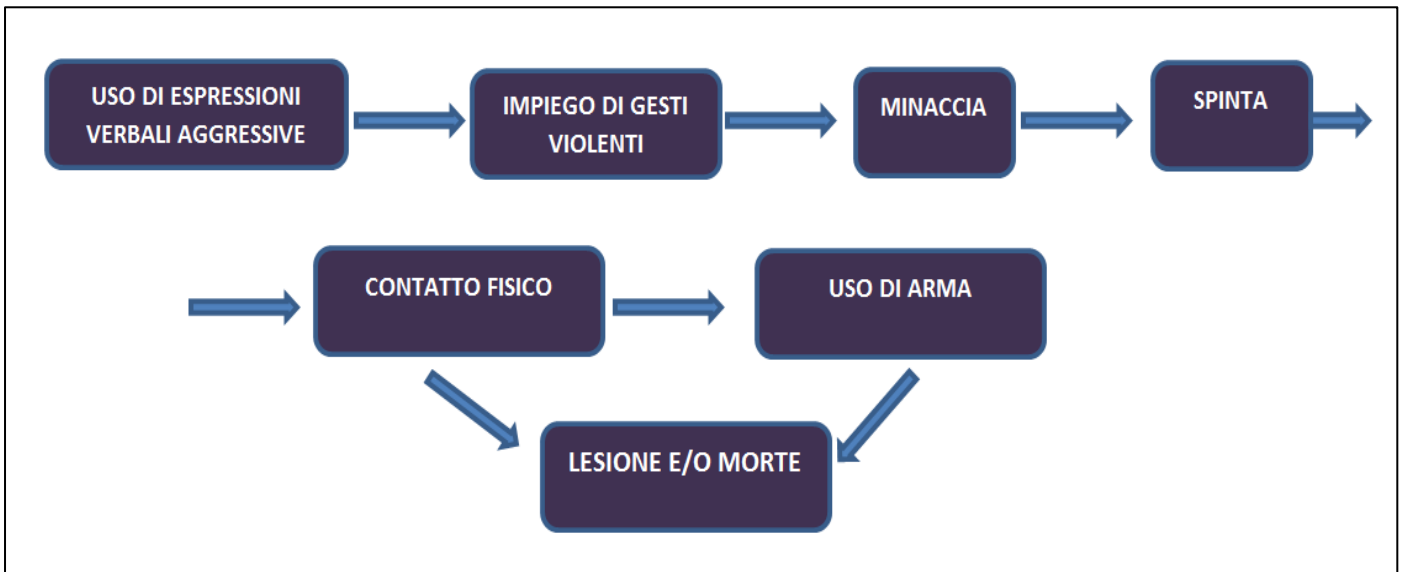 USO DI ESPRESSIONI
VERBALI AGGRESSIVE
IMPIEGO DI GESTI
VIOLENTI
MINACCIA
SPINTA
CONTATTO FISICO
USO DI ARMA
LESIONE E/O MORTE